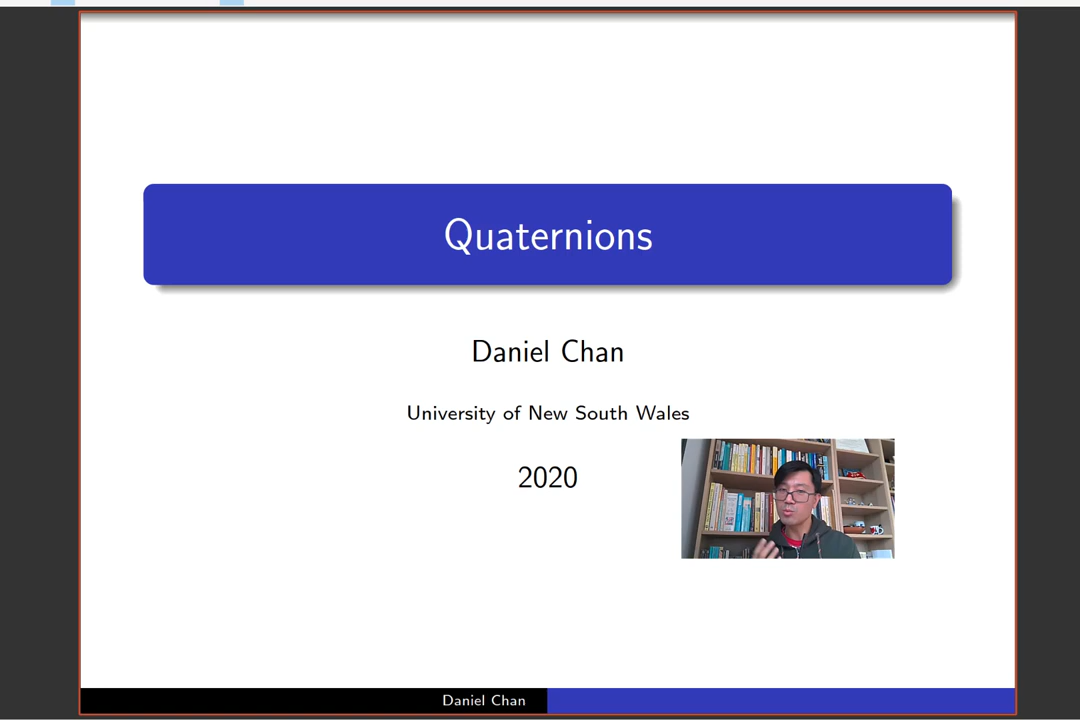 Quaternions
Daniel Chan
University of New South Wales
2020
Daniel Chan